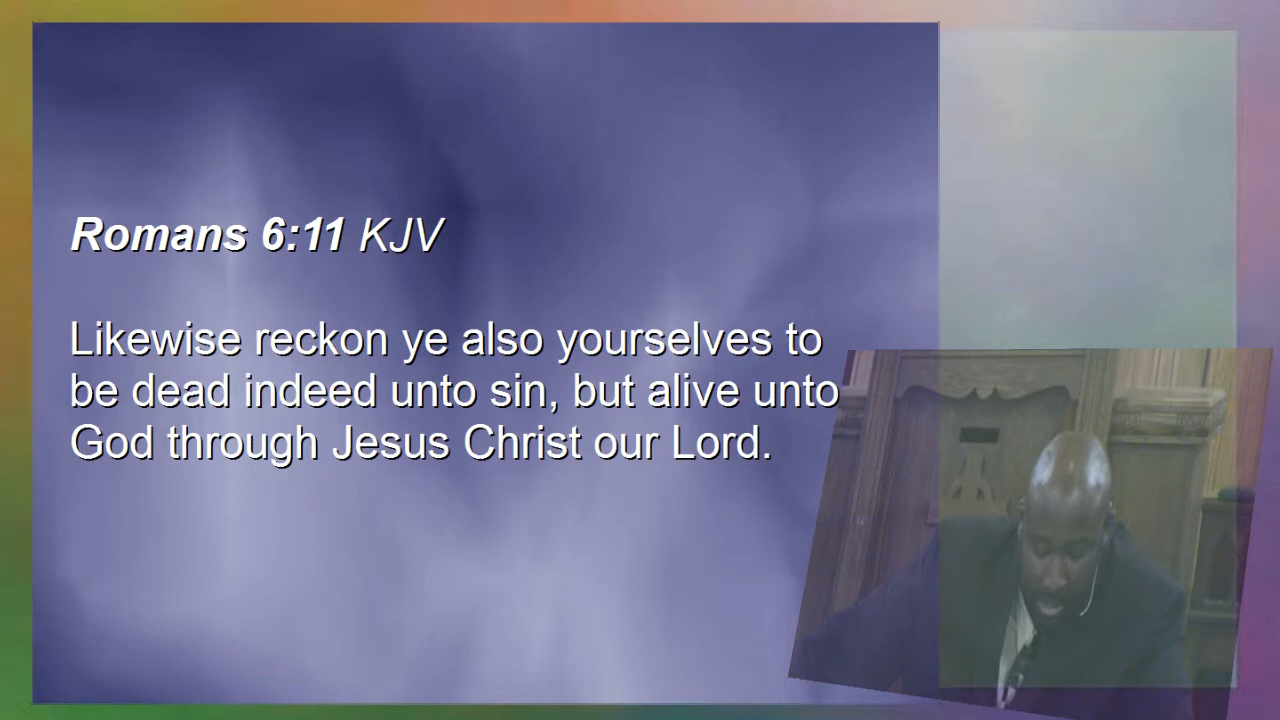 Romans 6:11 KJV
Likewise reckon ye also yourselves to
be dead indeed unto sin, but alive unto
God through Jesus Christ our Lord.